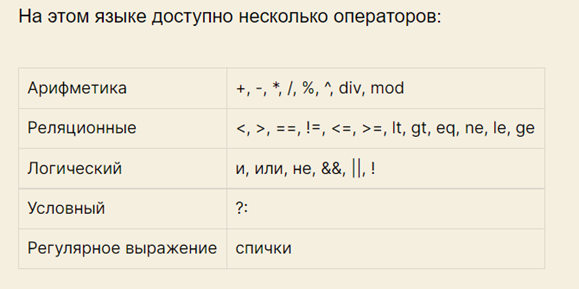 На этом языке доступно несколько операторов:
Арифметика +, -, *, /, %, ^, div, mod
Реляционные <, >, ==, !=, <=, >=, lt, gt, eq, ne, le, ge
Логический и, или, не, &&, ||, !
Условный ?:
Регулярное выражение спички